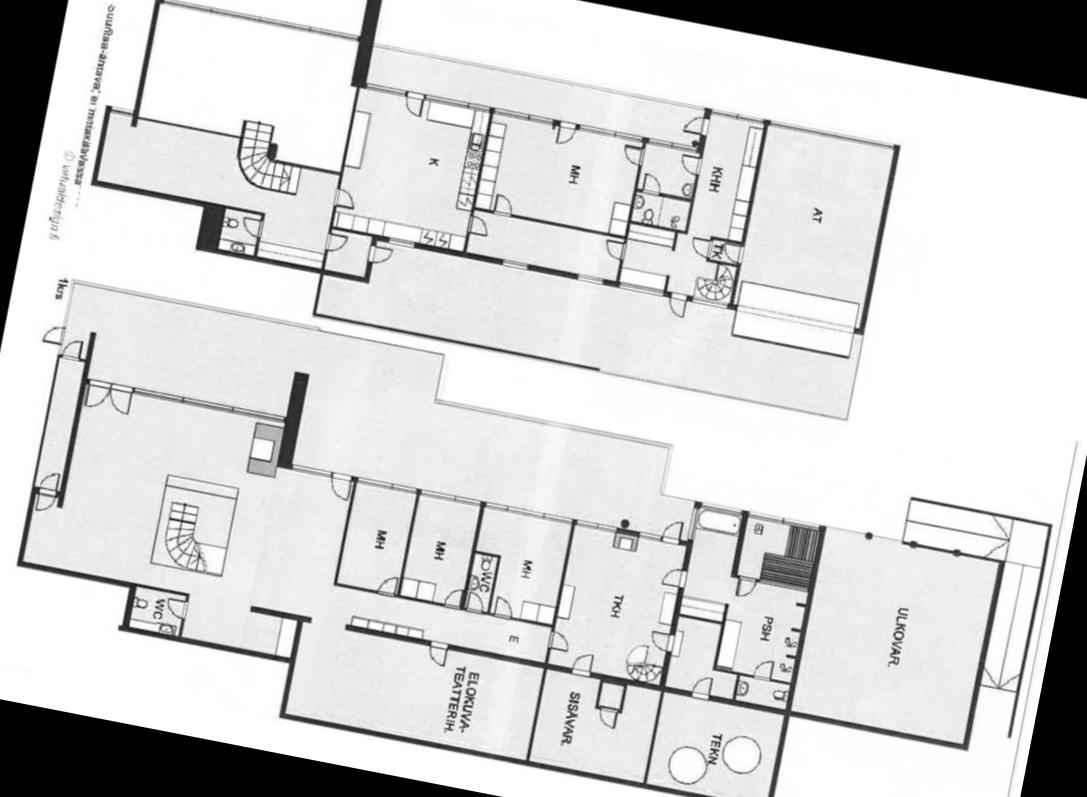 suuntaa-antava, ei mittakaavassa
© virtualdesign.fi
K
MH
KHH
AT
TK
1krs
MH
MH
WC
MH
TKH
PSH
ULKOVAR.
WC
E
ELOKUVA-
TEATTERIH.
SISÄVAR.
TEKN